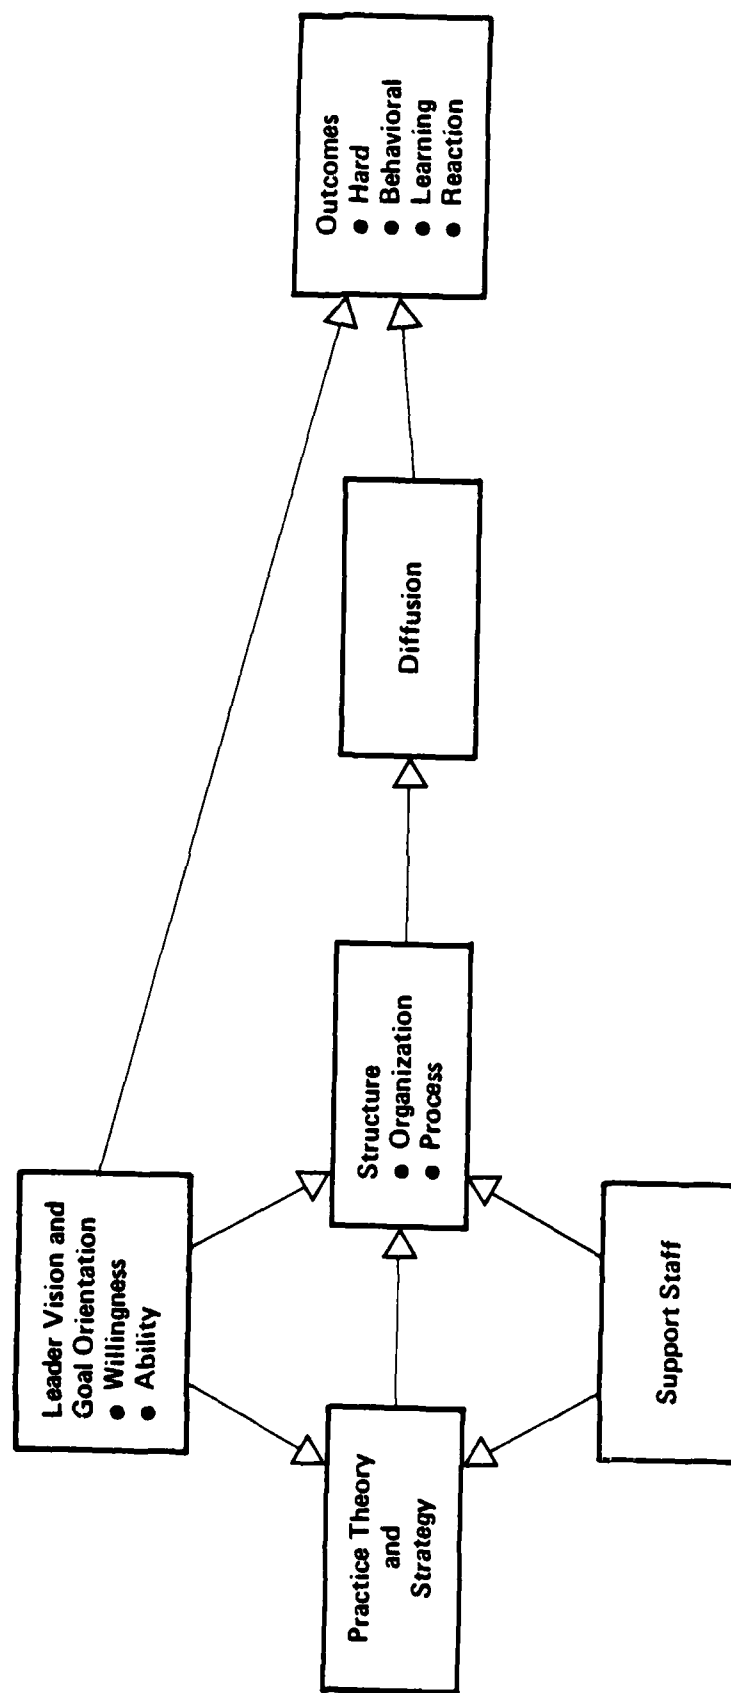 Leader Vision and
Goal Orientation
● Willingness
● Ability
Practice Theory
and
Strategy
Support Staff
Structure
● Organization
● Process
Diffusion
Outcomes
● Hard
● Behavioral
● Learning
● Reaction